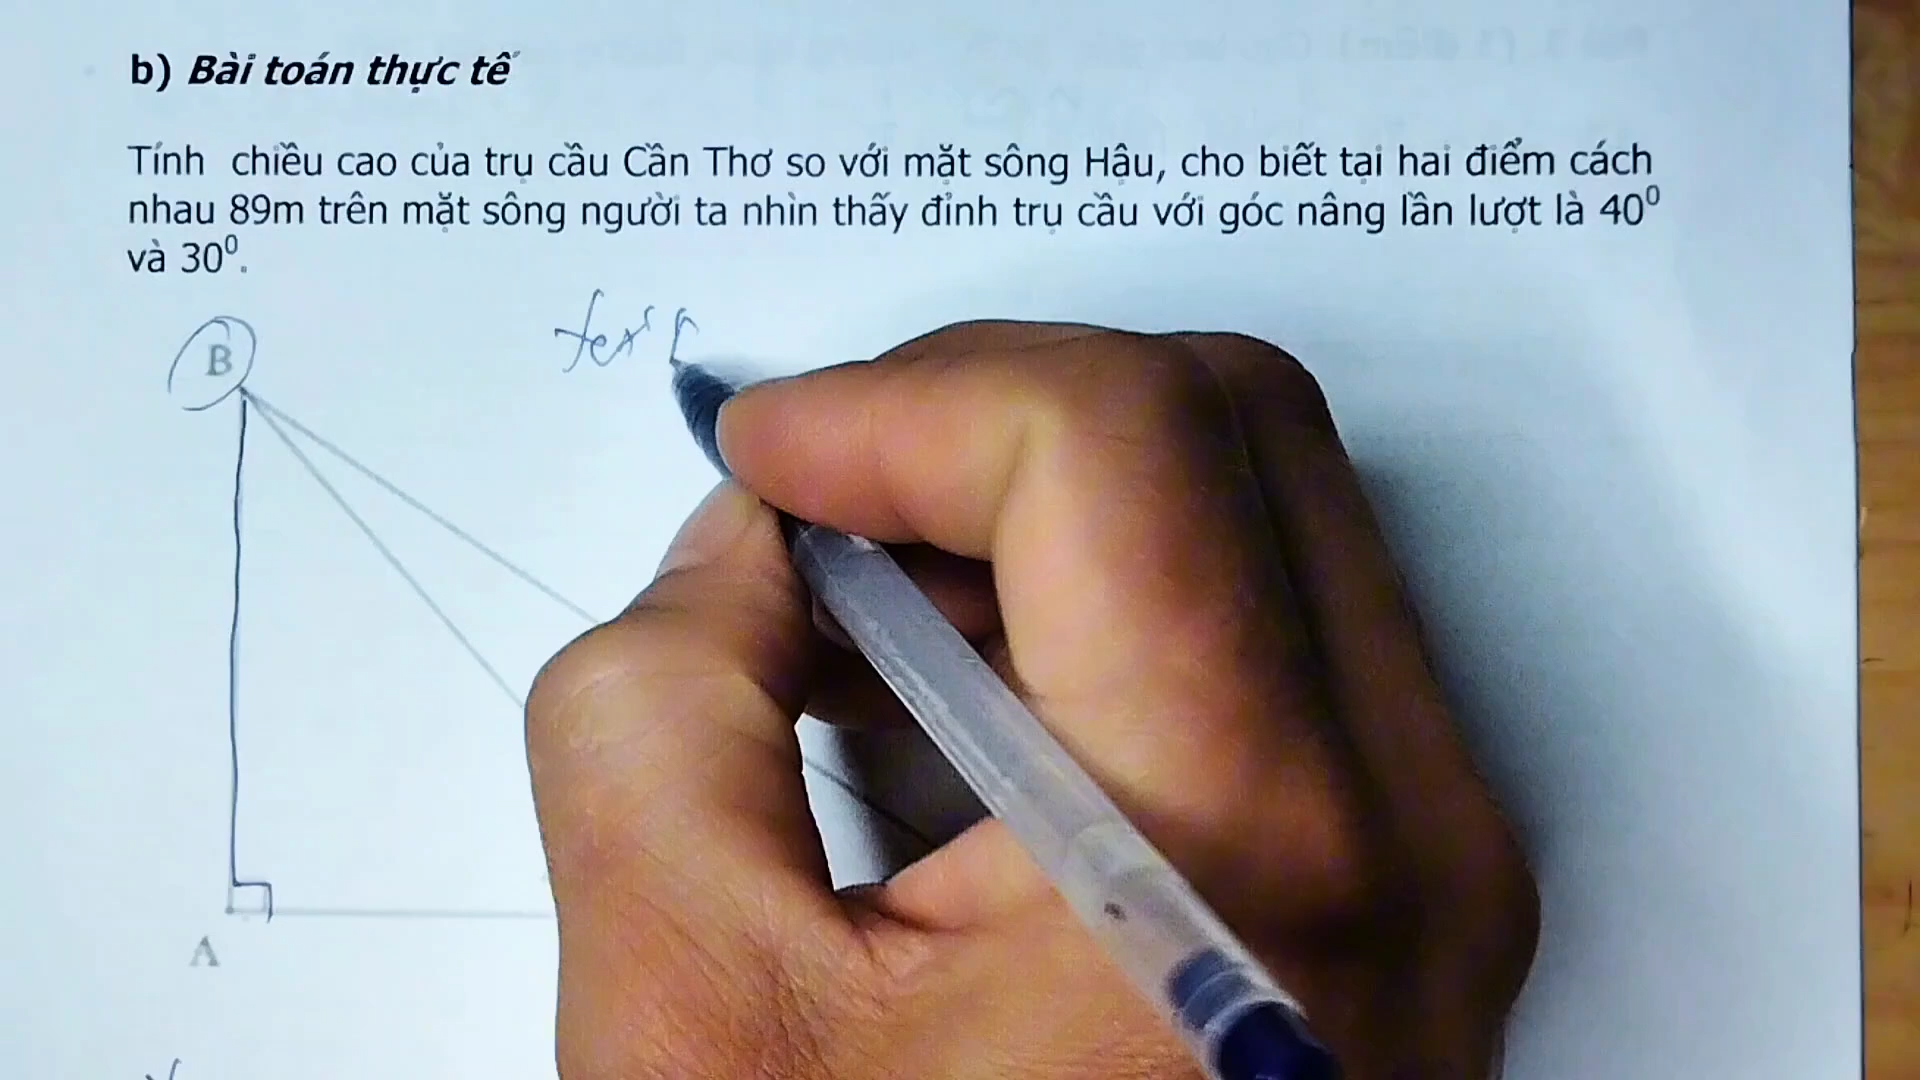 b) Bài toán thực tế
Tính chiều cao của trụ cầu Cần Thơ so với mặt sông Hậu, cho biết tại hai điểm cách
nhau 89m trên mặt sông người ta nhìn thấy đỉnh trụ cầu với góc nâng lần lượt là 40⁰
và 30⁰.
B
A